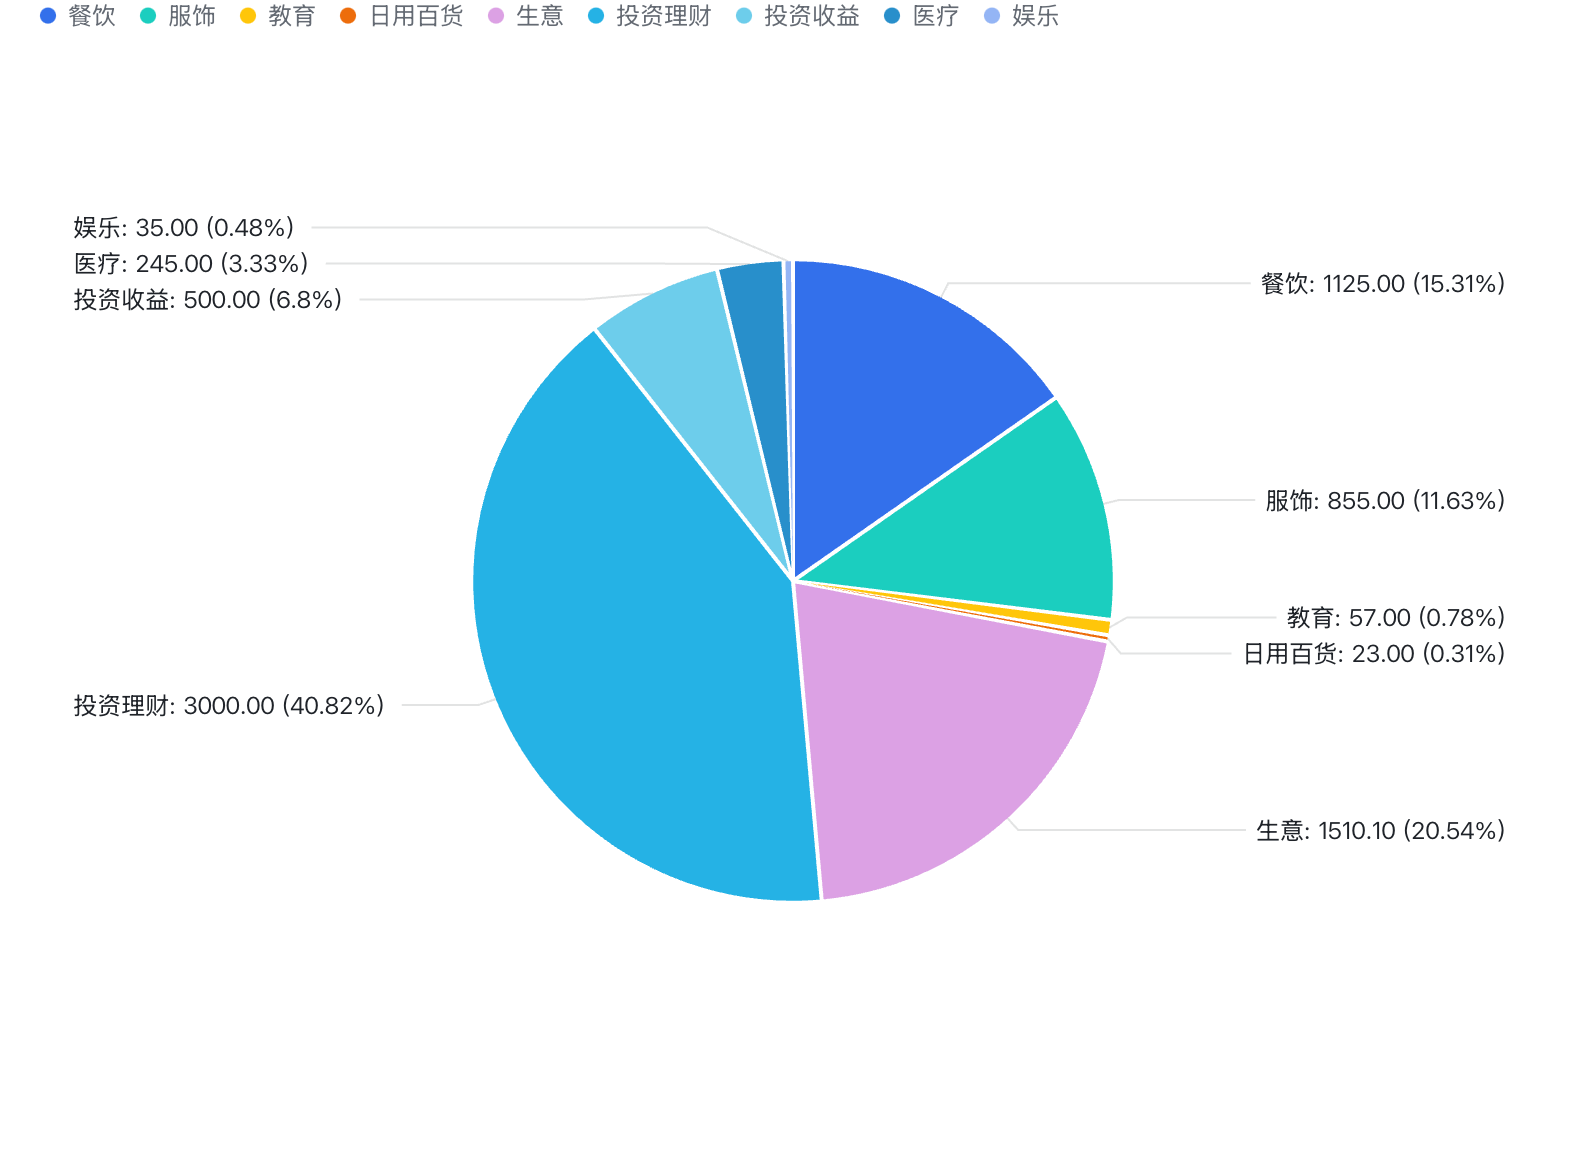 餐饮 服饰 教育 日用百货 生意 投资理财 投资收益 医疗 娱乐
娱乐: 35.00 (0.48%)
医疗: 245.00 (3.33%)
投资收益: 500.00 (6.8%)
餐饮: 1125.00 (15.31%)
服饰: 855.00 (11.63%)
教育: 57.00 (0.78%)
日用百货: 23.00 (0.31%)
投资理财: 3000.00 (40.82%)
生意: 1510.10 (20.54%)